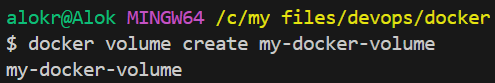 alokr@Alok MINGW64 /c/my files/devops/docker
$ docker volume create my-docker-volume
my-docker-volume